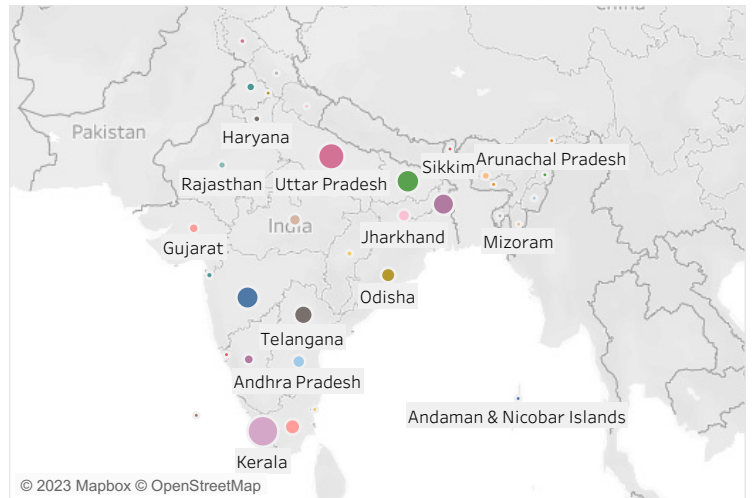 China
Pakistan
Haryana
Sikkim
Arunachal Pradesh
Rajasthan
Uttar Pradesh
India
Jharkhand
Mizoram
Gujarat
Odisha
Telangana
Andhra Pradesh
Andaman & Nicobar Islands
Kerala
© 2023 Mapbox © OpenStreetMap